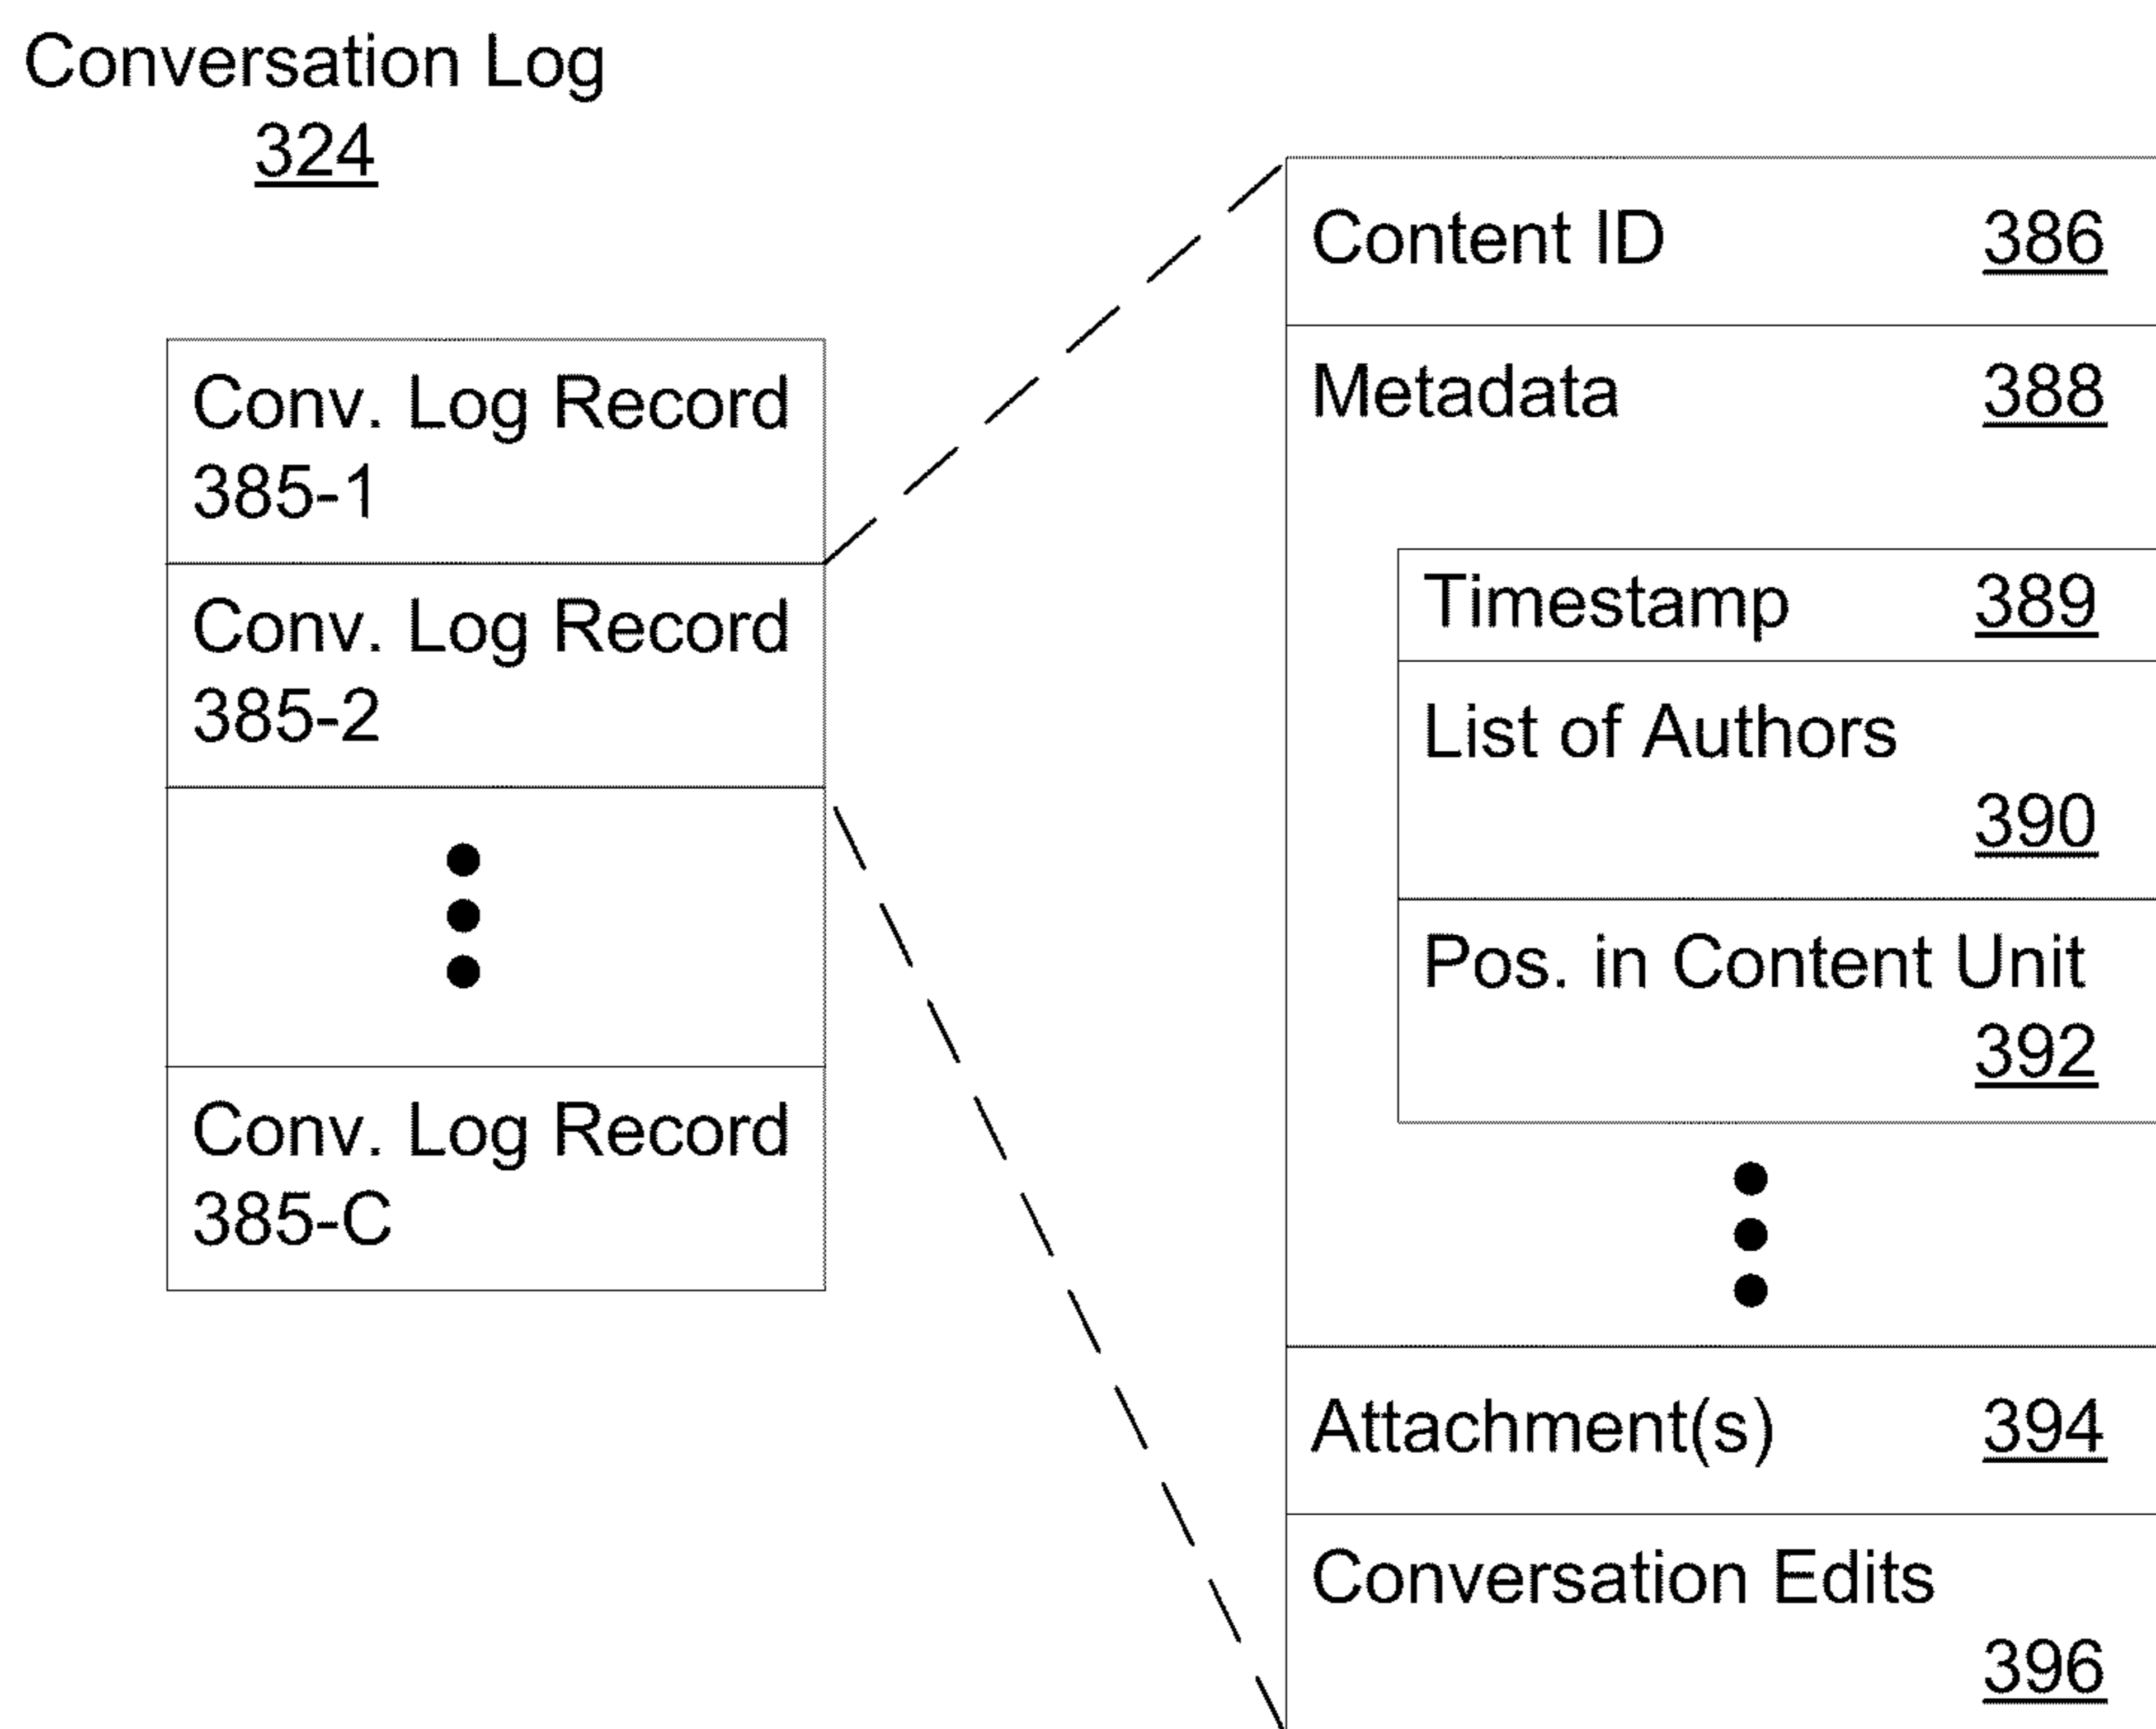 Conversation Log
324
Conv. Log Record
385-1
Conv. Log Record
385-2
Conv. Log Record
385-C
Content ID 386
Metadata 388
Timestamp 389
List of Authors
390
Pos. in Content Unit
392
Attachment(s) 394
Conversation Edits
396